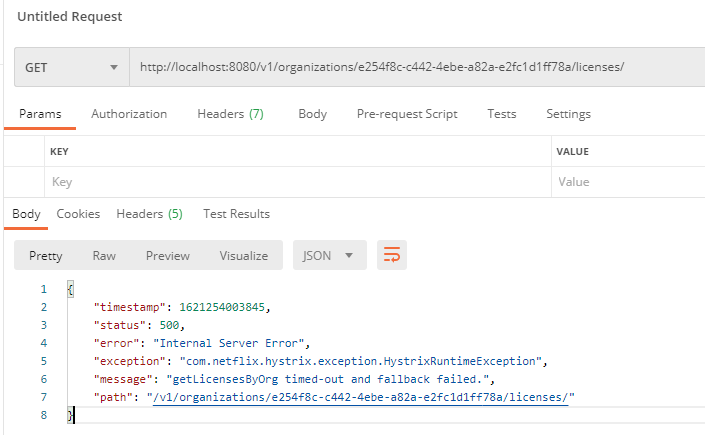 Untitled Request
GET http://localhost:8080/v1/organizations/e254f8c-c442-4ebe-a82a-e2fc1d1ff78a/licenses/
Params Authorization Headers (7) Body Pre-request Script Tests Settings
KEY VALUE
Key Value
Body Cookies Headers (5) Test Results
Pretty Raw Preview Visualize JSON
1 {
2 "timestamp": 1621254003845,
3 "status": 500,
4 "error": "Internal Server Error",
5 "exception": "com.netflix.hystrix.exception.HystrixRuntimeException",
6 "message": "getLicensesByOrg timed-out and fallback failed.",
7 "path": "/v1/organizations/e254f8c-c442-4ebe-a82a-e2fc1d1ff78a/licenses/"
8 }